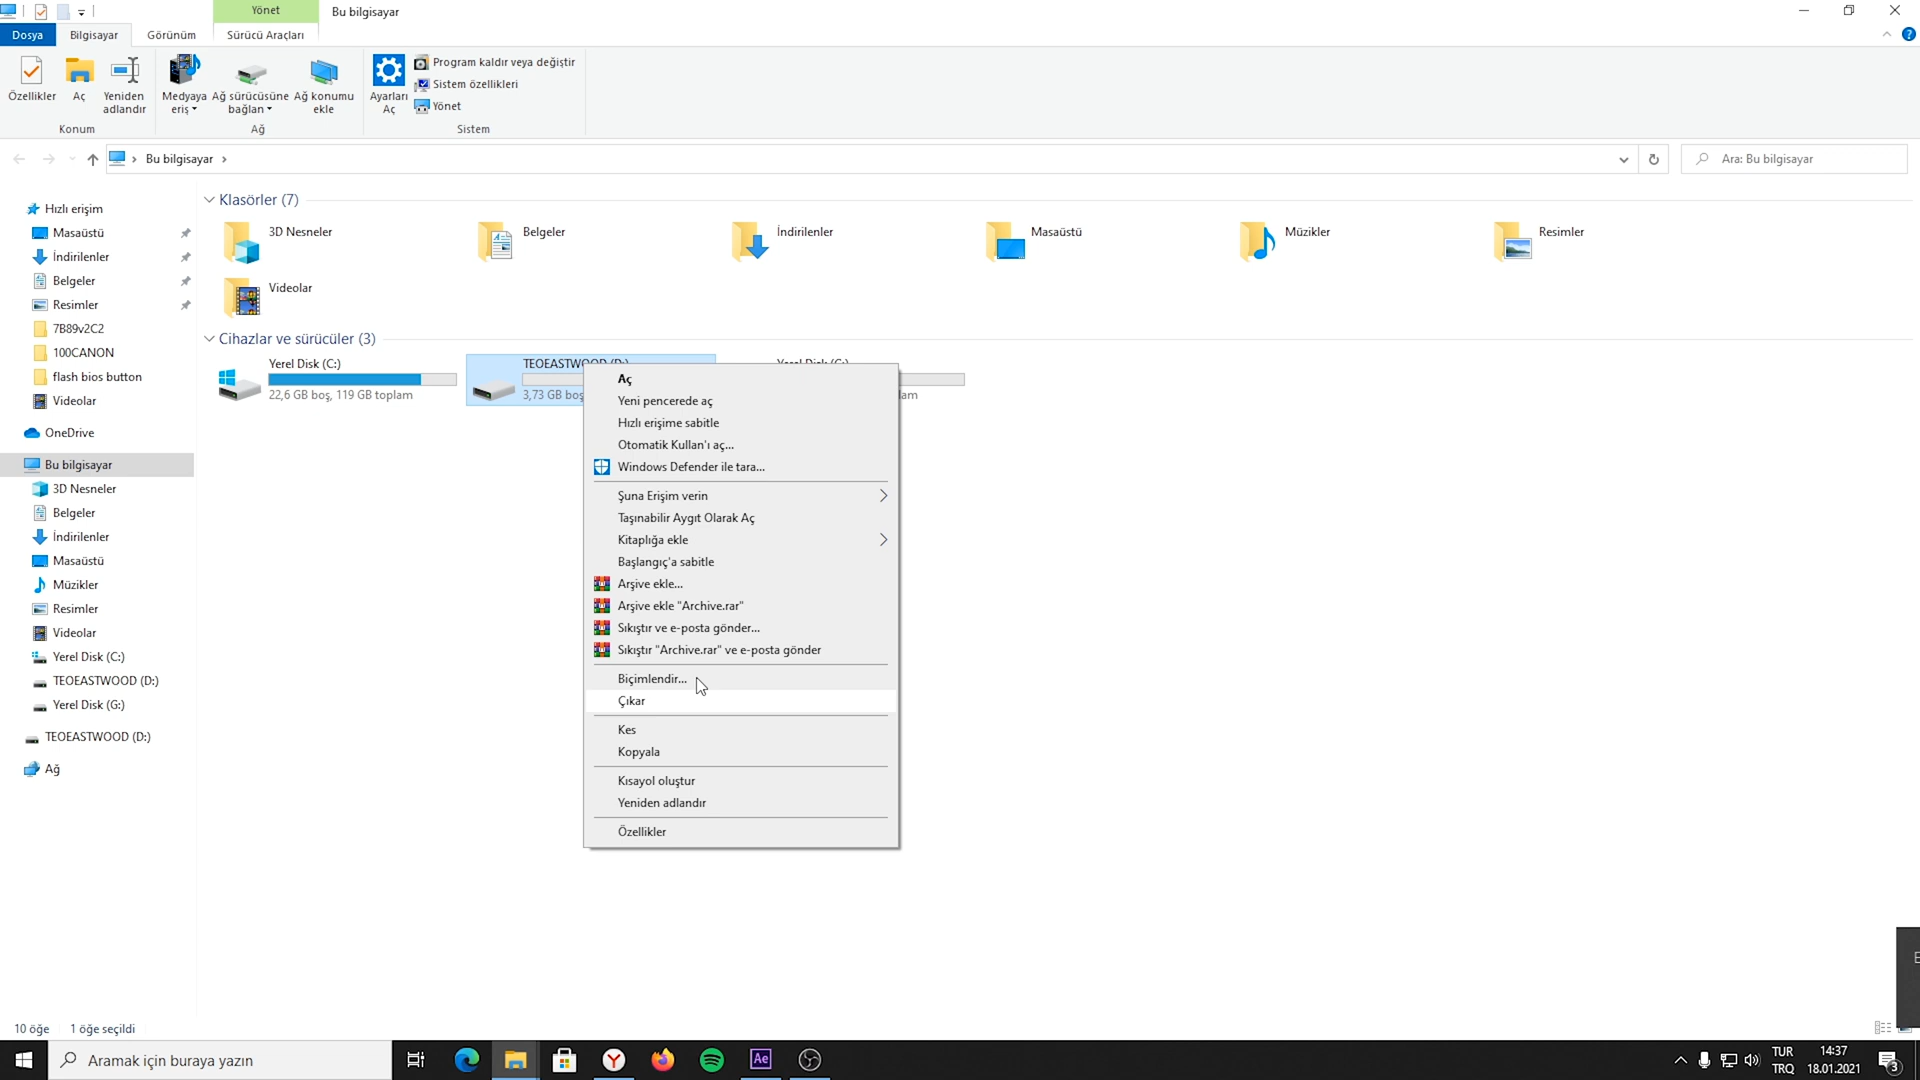 Yönet
Bu bilgisayar
Dosya
Bilgisayar
Görünüm
Sürücü Araçları
Özellikler
Aç
Yeniden
adlandır
Medyaya
eriş
Ağ sürücüsüne
bağlan
Ağ konumu
ekle
Ayarları
Aç
Program kaldır veya değiştir
Sistem özellikleri
Yönet
Konum
Ağ
Sistem
Bu bilgisayar
Ara: Bu bilgisayar
Hızlı erişim
Masaüstü
İndirilenler
Belgeler
Resimler
7B89v2C2
100CANON
flash bios button
Videolar
OneDrive
Bu bilgisayar
3D Nesneler
Belgeler
İndirilenler
Masaüstü
Müzikler
Resimler
Videolar
Yerel Disk (C:)
TEOEASTWOOD (D:)
Yerel Disk (G:)
TEOEASTWOOD (D:)
Ağ
Klasörler (7)
3D Nesneler
Belgeler
İndirilenler
Masaüstü
Müzikler
Resimler
Videolar
Cihazlar ve sürücüler (3)
Yerel Disk (C:)
22,6 GB boş, 119 GB toplam
TEOEASTWOOD (D:)
3,73 GB boş
Yerel Disk (G:)
lam
Aç
Yeni pencerede aç
Hızlı erişime sabitle
Otomatik Kullan'ı aç...
Windows Defender ile tara...
Şuna Erişim verin
Taşınabilir Aygıt Olarak Aç
Kitaplığa ekle
Başlangıç'a sabitle
Arşive ekle...
Arşive ekle "Archive.rar"
Sıkıştır ve e-posta gönder...
Sıkıştır "Archive.rar" ve e-posta gönder
Biçimlendir...
Çıkar
Kes
Kopyala
Kısayol oluştur
Yeniden adlandır
Özellikler
10 öğe
1 öğe seçildi
Aramak için buraya yazın
Ae
TUR
TRQ
14:37
18.01.2021
3